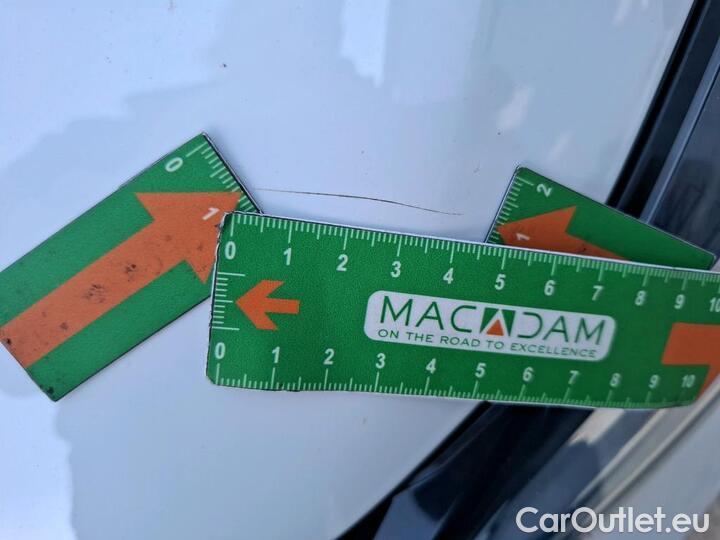 0
1
2
1
0 1 2 3 4 5 6 7 8 9 10
MACADAM
ON THE ROAD TO EXCELLENCE
0 1 2 3 4 5 6 7 8 9 10
CarOutlet.eu